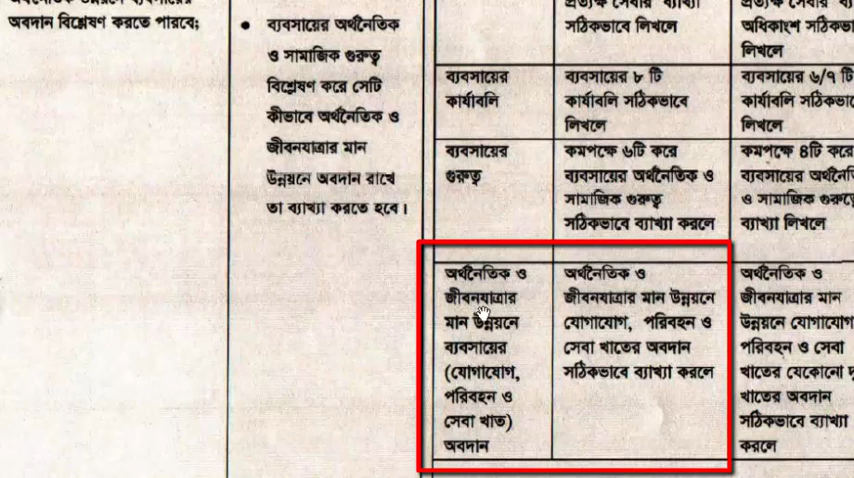 অবদান বিশ্লেষণ করতে পারবে;
ব্যবসায়ের অর্থনৈতিক
ও সামাজিক গুরুত্ব
বিশ্লেষণ করে সেটি
কীভাবে অর্থনৈতিক ও
জীবনযাত্রার মান
উন্নয়নে অবদান রাখে
তা ব্যাখ্যা করতে হবে।
সঠিকভাবে লিখলে
অধিকাংশ সঠিকভা
লিখলে
ব্যবসায়ের
কার্যাবলি
ব্যবসায়ের ৮ টি
কার্যাবলি সঠিকভাবে
লিখলে
ব্যবসায়ের ৬/৭ টি
কার্যাবলি সঠিকভাবে
লিখলে
ব্যবসায়ের
গুরুত্ব
কমপক্ষে ৬টি করে
ব্যবসায়ের অর্থনৈতিক ও
সামাজিক গুরুত্ব
সঠিকভাবে ব্যাখ্যা করলে
কমপক্ষে ৪টি করে
ব্যবসায়ের অর্থনৈতি
ও সামাজিক গুরুত্বে
ব্যাখ্যা লিখলে
অর্থনৈতিক ও
জীবনযাত্রার
মান উন্নয়নে
ব্যবসায়ের
(যোগাযোগ,
পরিবহন ও
সেবা খাত)
অবদান
অর্থনৈতিক ও
জীবনযাত্রার মান উন্নয়নে
যোগাযোগ, পরিবহন ও
সেবা খাতের অবদান
সঠিকভাবে ব্যাখ্যা করলে
অর্থনৈতিক ও
জীবনযাত্রার মান
উন্নয়নে যোগাযোগ
পরিবহন ও সেবা
খাতের যেকোনো দু
খাতের অবদান
সঠিকভাবে ব্যাখ্যা
করলে